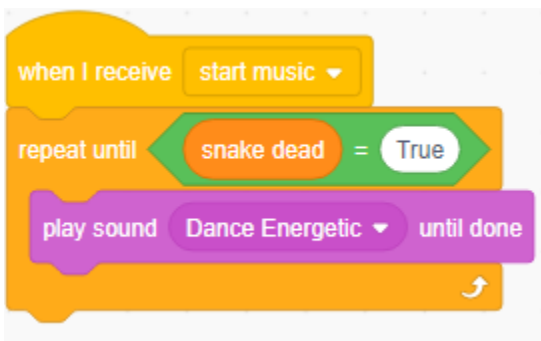 when I receive start music
repeat until snake dead = True
play sound Dance Energetic until done